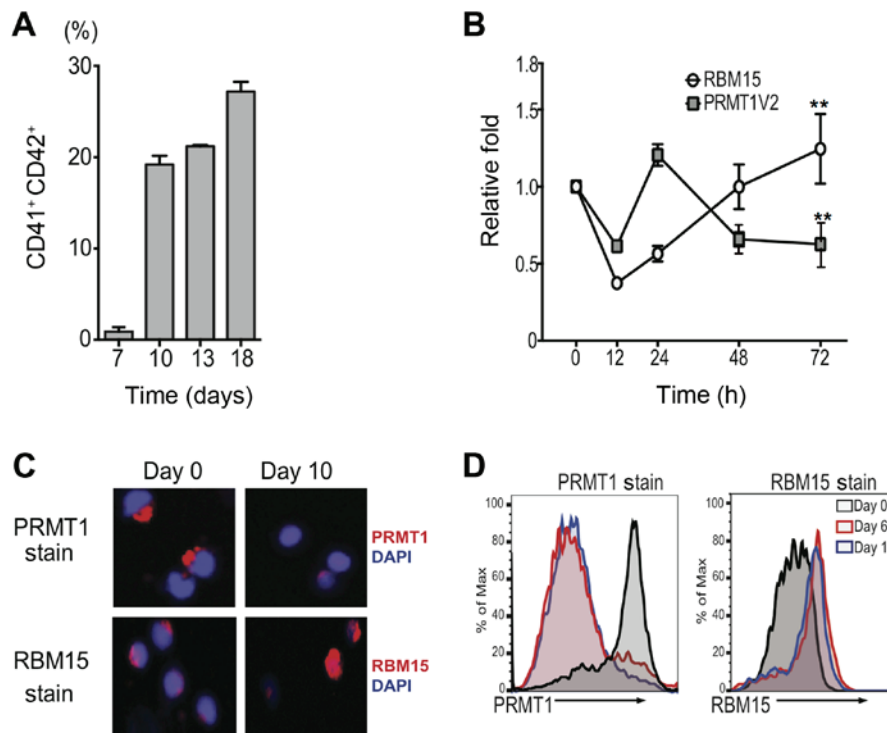 A (%)
30
20
10
0
CD41+ CD42+
7 10 13 18
Time (days)
B
1.8
1.5
1.0
0.5
0.0
Relative fold
RBM15
PRMT1V2
**
**
0 12 24 48 72
Time (h)
C
Day 0 Day 10
PRMT1
stain
PRMT1
DAPI
RBM15
stain
RBM15
DAPI
D
PRMT1 stain
100
80
60
40
20
0
% of Max
PRMT1
RBM15 stain
100
80
60
40
20
0
% of Max
RBM15
Day 0
Day 6
Day 1